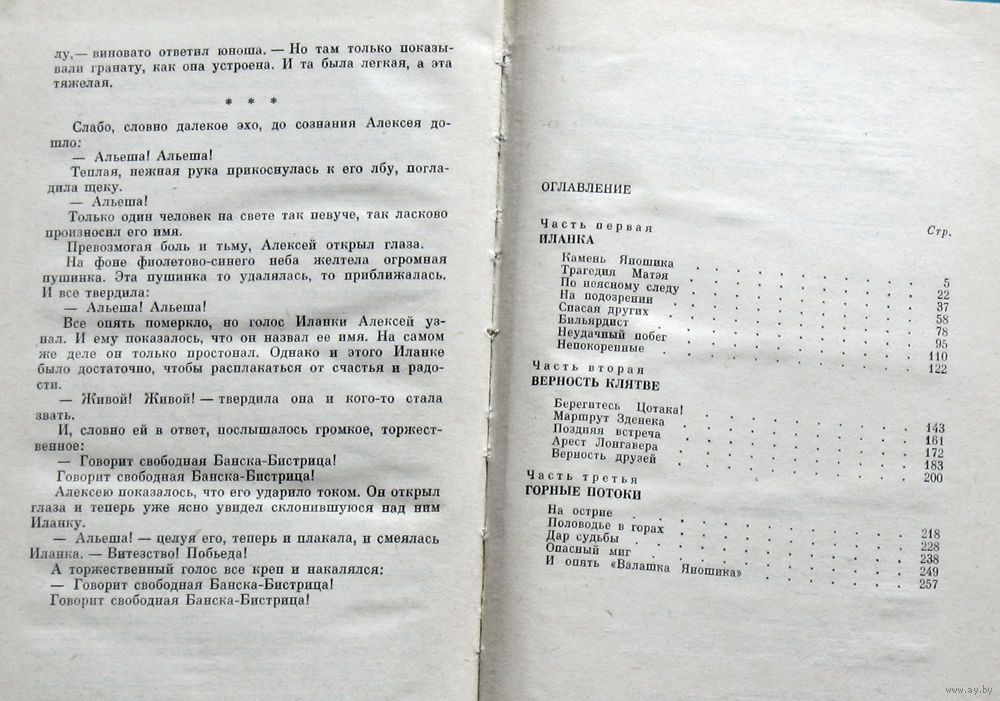 лу,— виновато ответил юноша. — Но там только показы-
вали гранату, как она устроена. И та была легкая, а эта
тяжелая.
* * *
Слабо, словно далекое эхо, до сознания Алексея до-
шло:
— Альеша! Альеша!
Теплая, нежная рука прикоснулась к его лбу, погла-
дила щеку.
— Альеша!
Только один человек на свете так певуче, так ласково
произносил его имя.
Превозмогая боль и тьму, Алексей открыл глаза.
На фоне фиолетово-синего неба желтела огромная
пушинка. Эта пушинка то удалялась, то приближалась.
И все твердила:
— Альеша! Альеша!
Все опять померкло, но голос Иланки Алексей уз-
нал. И ему показалось, что он назвал ее имя. На самом
же деле он только простонал. Однако и этого Иланке
было достаточно, чтобы расплакаться от счастья и радо-
сти.
— Живой! Живой! — твердила она и кого-то стала
звать.
И, словно ей в ответ, послышалось громкое, торжест-
венное:
— Говорит свободная Банска-Бистрица!
Говорит свободная Банска-Бистрица!
Алексею показалось, что его ударило током. Он открыл
глаза и теперь уже ясно увидел склонившуюся над ним
Иланку.
— Альеша! — целуя его, теперь и плакала, и смеялась
Иланка. — Витезство! Победа!
А торжественный голос все креп и накалялся:
— Говорит свободная Банска-Бистрица!
Говорит свободная Банска-Бистрица!
ОГЛАВЛЕНИЕ
Стр.
Часть первая
ИЛАНКА
Камень Яношика . . . . . . . . . . 5
Трагедия Матэя . . . . . . . . . . 22
По неясному следу . . . . . . . . . . 37
На подозрении . . . . . . . . . . 58
Спасая других . . . . . . . . . . 78
Бильярдист . . . . . . . . . . 95
Неудачный побег . . . . . . . . . . 110
Непокоренные . . . . . . . . . . 122
Часть вторая
ВЕРНОСТЬ КЛЯТВЕ
Берегитесь Цотака! . . . . . . . . . . 143
Маршрут Зденека . . . . . . . . . . 161
Поздняя встреча . . . . . . . . . . 172
Арест Лонгавера . . . . . . . . . . 183
Верность друзей . . . . . . . . . . 200
Часть третья
ГОРНЫЕ ПОТОКИ
На острие . . . . . . . . . . 218
Половодье в горах . . . . . . . . . . 228
Дар судьбы . . . . . . . . . . 238
Опасный миг . . . . . . . . . . 249
И опять «Валашка Яношика» . . . . . . . 257
www.ay.by